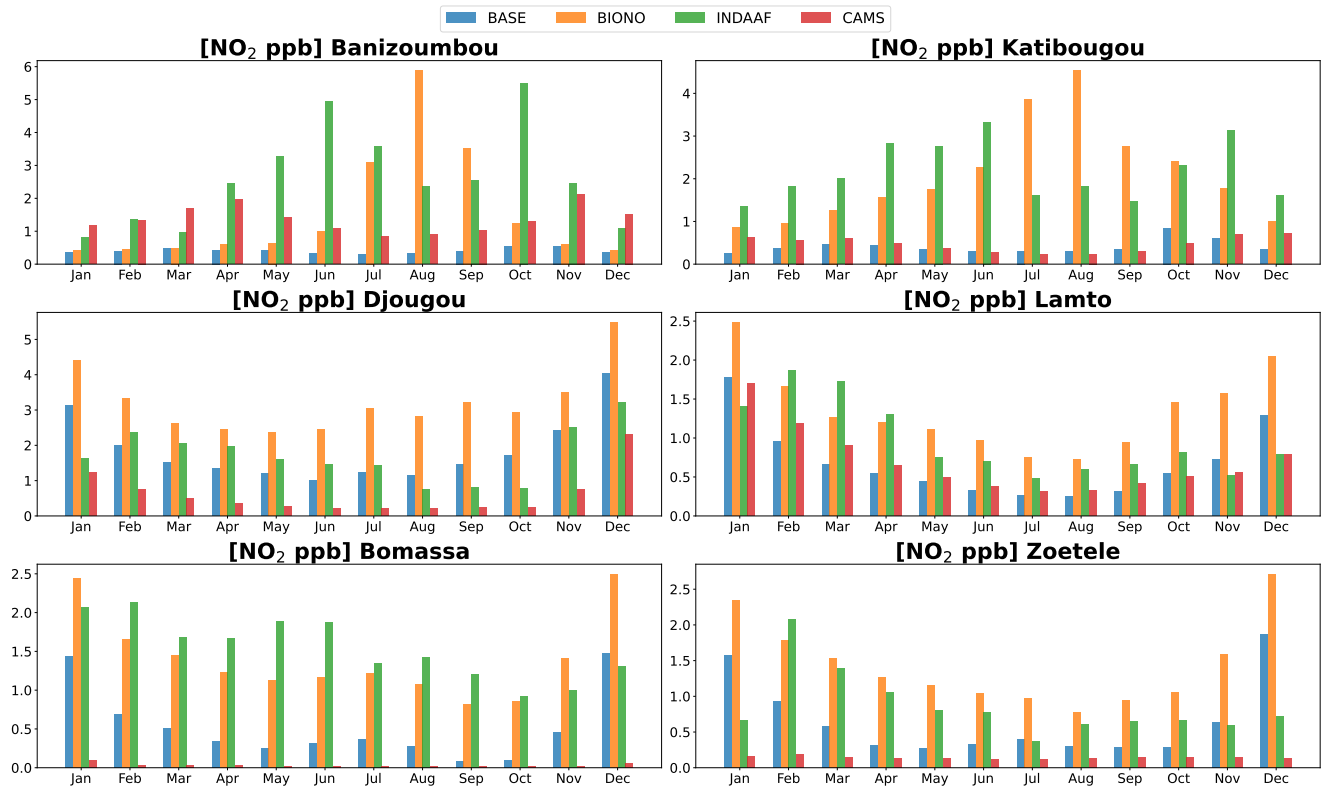 BASE BIONO INDAAF CAMS
[NO₂ ppb] Banizoumbou
6
5
4
3
2
1
0
Jan Feb Mar Apr May Jun Jul Aug Sep Oct Nov Dec
[NO₂ ppb] Katibougou
4
3
2
1
0
Jan Feb Mar Apr May Jun Jul Aug Sep Oct Nov Dec
[NO₂ ppb] Djougou
5
4
3
2
1
0
Jan Feb Mar Apr May Jun Jul Aug Sep Oct Nov Dec
[NO₂ ppb] Lamto
2.5
2.0
1.5
1.0
0.5
0.0
Jan Feb Mar Apr May Jun Jul Aug Sep Oct Nov Dec
[NO₂ ppb] Bomassa
2.5
2.0
1.5
1.0
0.5
0.0
Jan Feb Mar Apr May Jun Jul Aug Sep Oct Nov Dec
[NO₂ ppb] Zoetele
2.5
2.0
1.5
1.0
0.5
0.0
Jan Feb Mar Apr May Jun Jul Aug Sep Oct Nov Dec